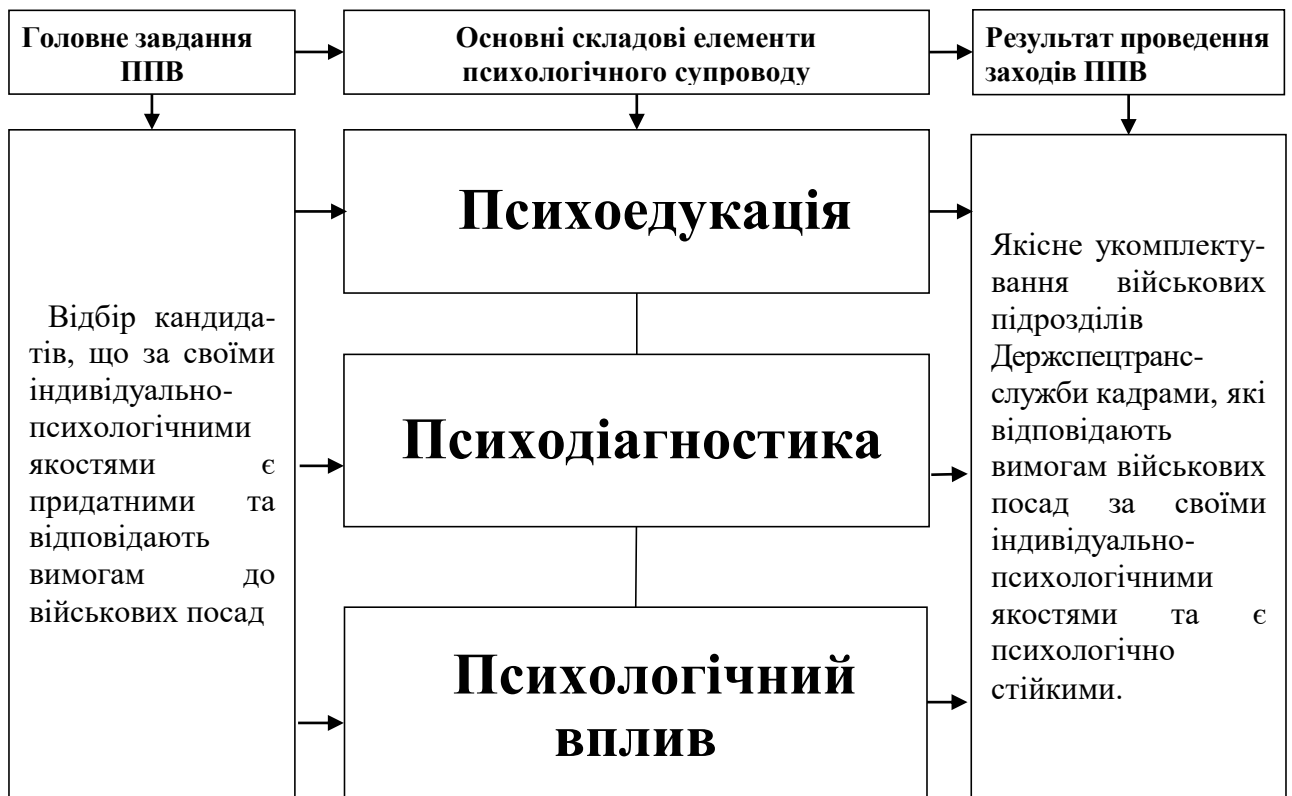 Головне завдання
ППВ
Основні складові елементи
психологічного супроводу
Результат проведення
заходів ППВ
Відбір кандида-
тів, що за своїми
індивідуально-
психологічними
якостями є
придатними та
відповідають
вимогам до
військових посад
Психоедукація
Психодіагностика
Психологічний
вплив
Якісне укомплекту-
вання військових
підрозділів
Держспецтранс-
служби кадрами, які
відповідають
вимогам військових
посад за своїми
індивідуально-
психологічними
якостями та є
психологічно
стійкими.